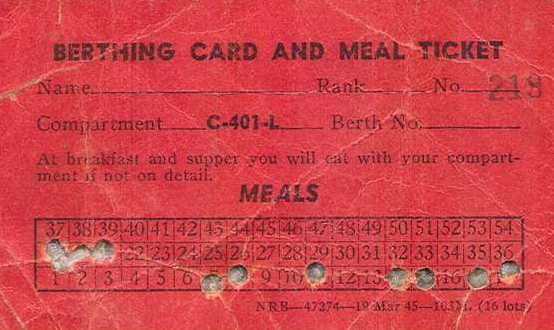 BERTHING CARD AND MEAL TICKET
Name Rank No. 218
Compartment C-401-L Berth No.
At breakfast and supper you will eat with your compart-
ment if not on detail.
MEALS
37 38 39 40 41 42 43 44 45 46 47 48 49 50 51 52 53 54
22 23 24 25 26 27 28 29 30 31 32 33 34 35 36
1 2 3 4 5 6 9 10 12 13 16
NRB—47274—19 Mar 45—103M. (16 lots)